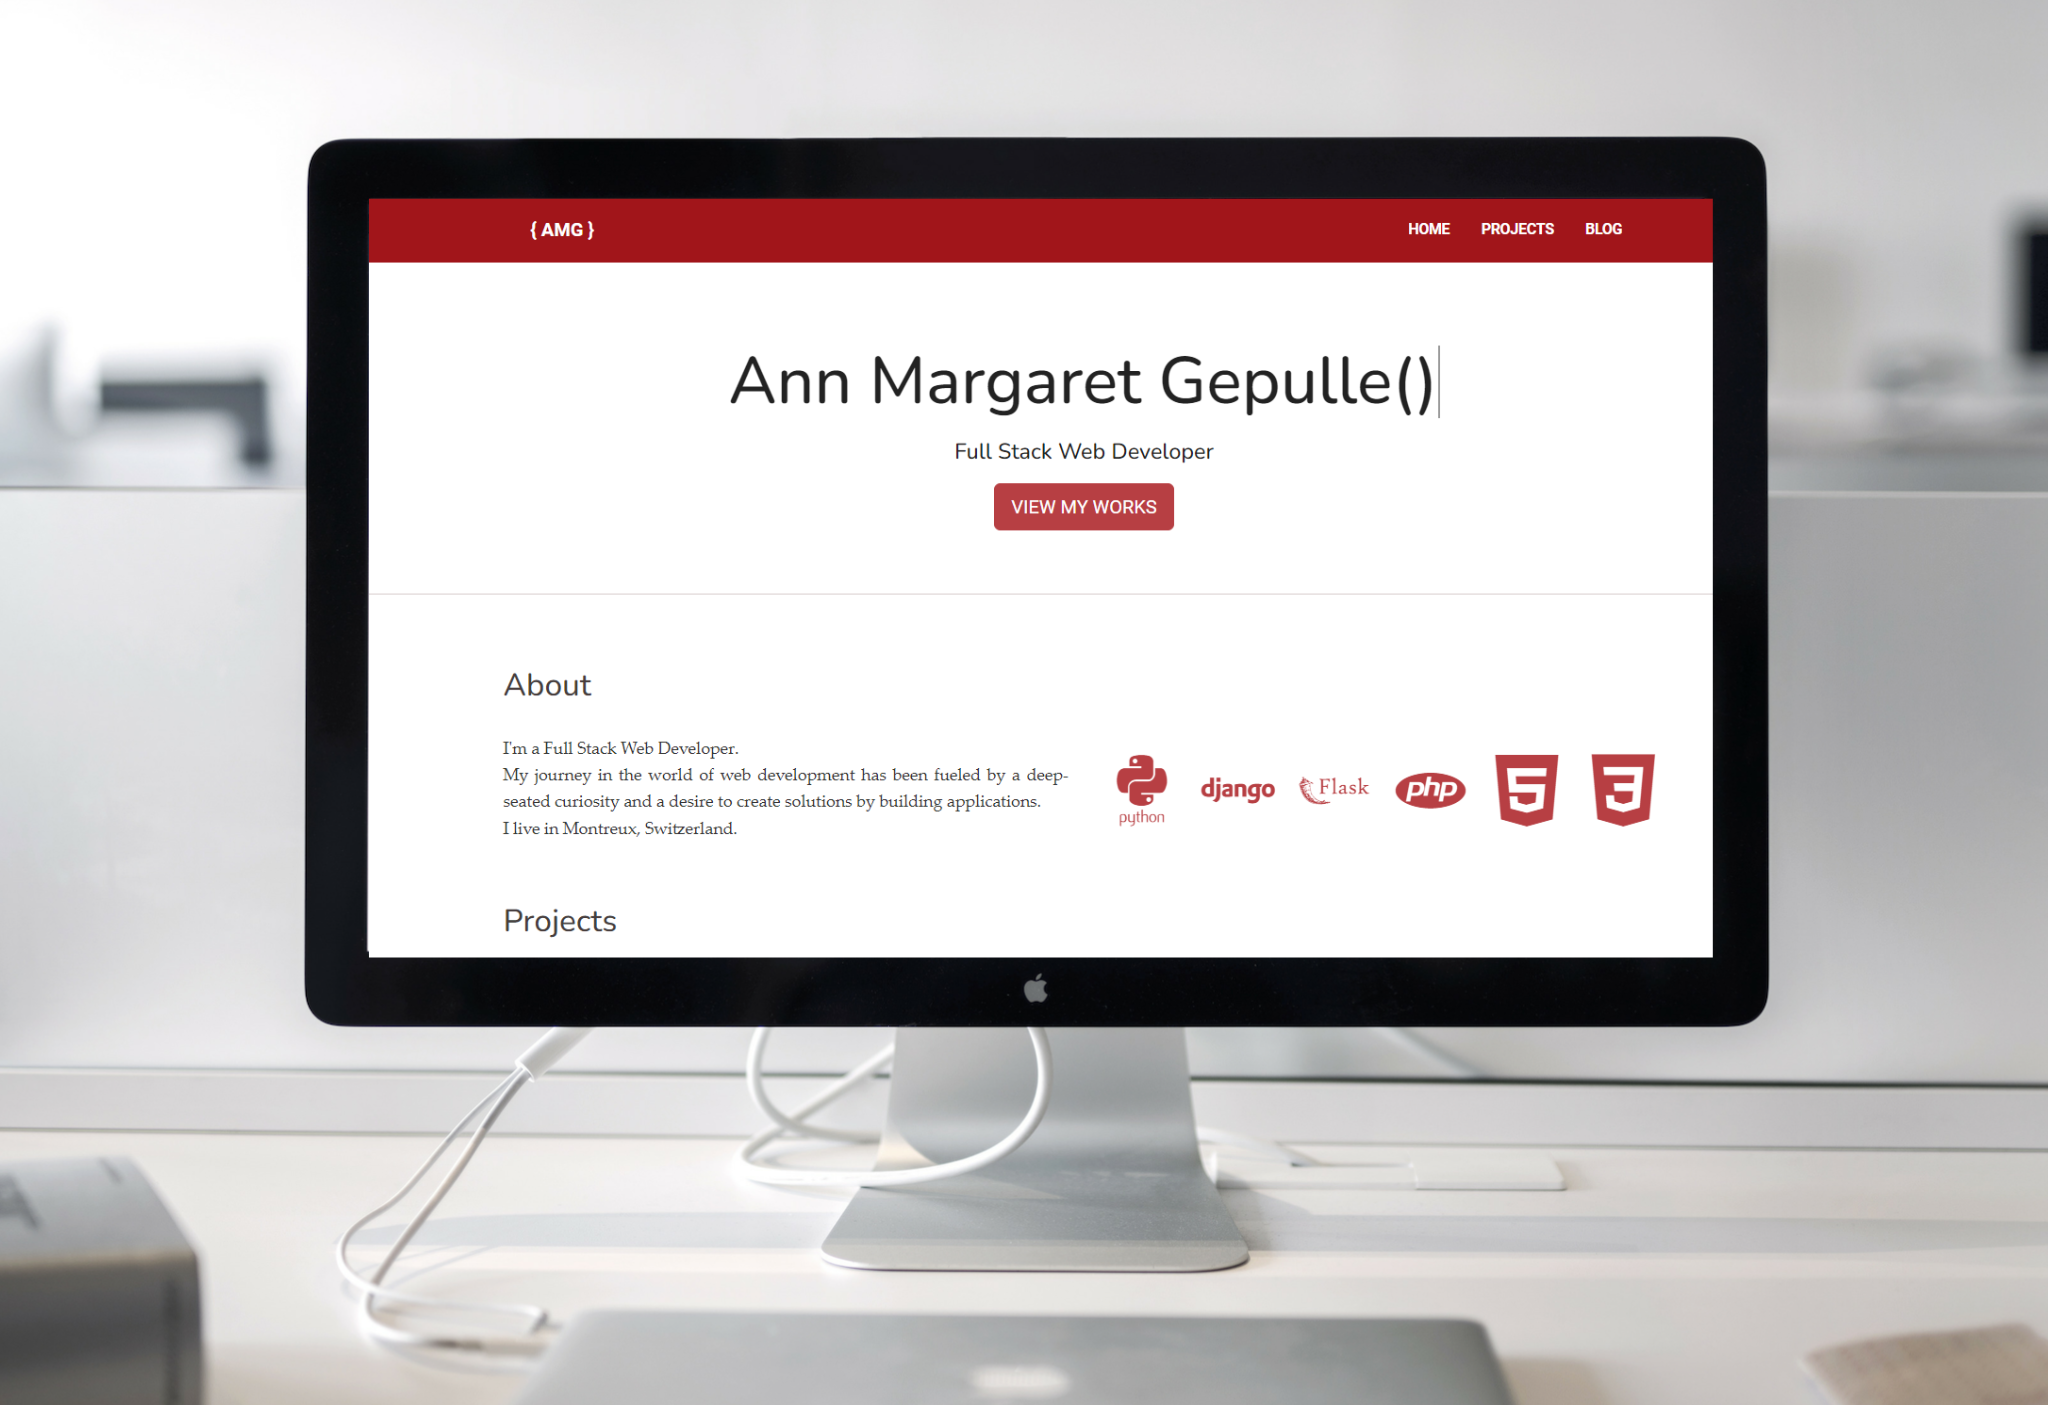 { AMG }
HOME PROJECTS BLOG
Ann Margaret Gepulle()
Full Stack Web Developer
VIEW MY WORKS
About
I'm a Full Stack Web Developer.
My journey in the world of web development has been fueled by a deep-
seated curiosity and a desire to create solutions by building applications.
I live in Montreux, Switzerland.
python
django
Flask
php
5
3
Projects